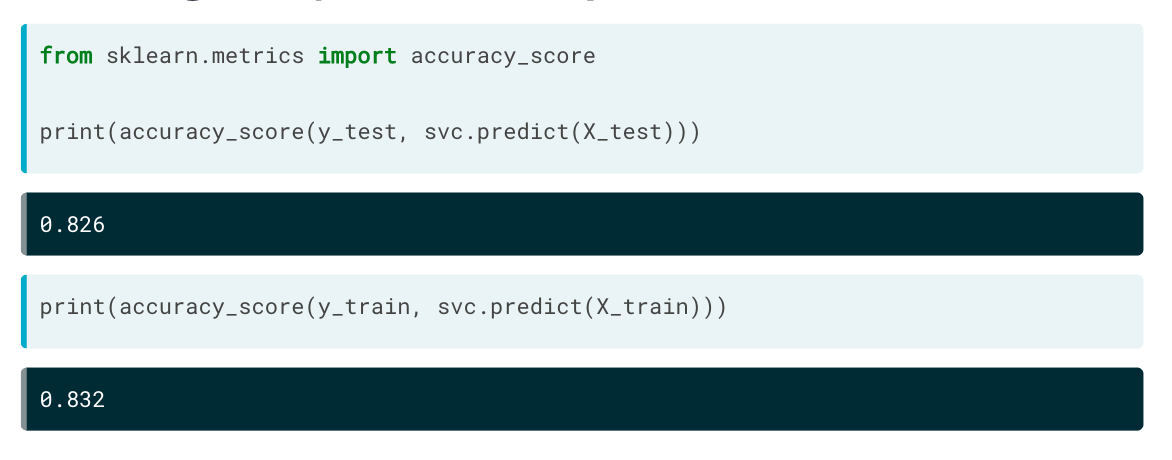 from sklearn.metrics import accuracy_score
print(accuracy_score(y_test, svc.predict(X_test)))
0.826
print(accuracy_score(y_train, svc.predict(X_train)))
0.832